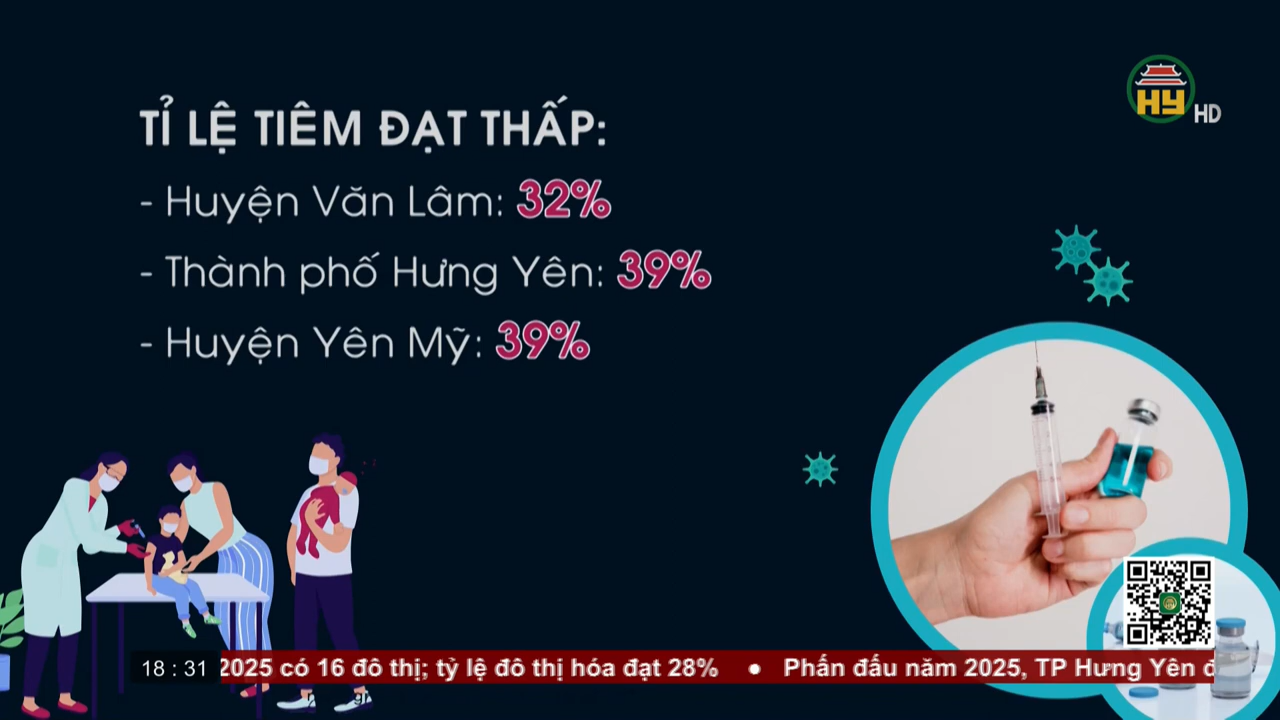 HY HD
TỈ LỆ TIÊM ĐẠT THẤP:
- Huyện Văn Lâm: 32%
- Thành phố Hưng Yên: 39%
- Huyện Yên Mỹ: 39%
18 : 31 2025 có 16 đô thị; tỷ lệ đô thị hóa đạt 28% ● Phấn đấu năm 2025, TP Hưng Yên